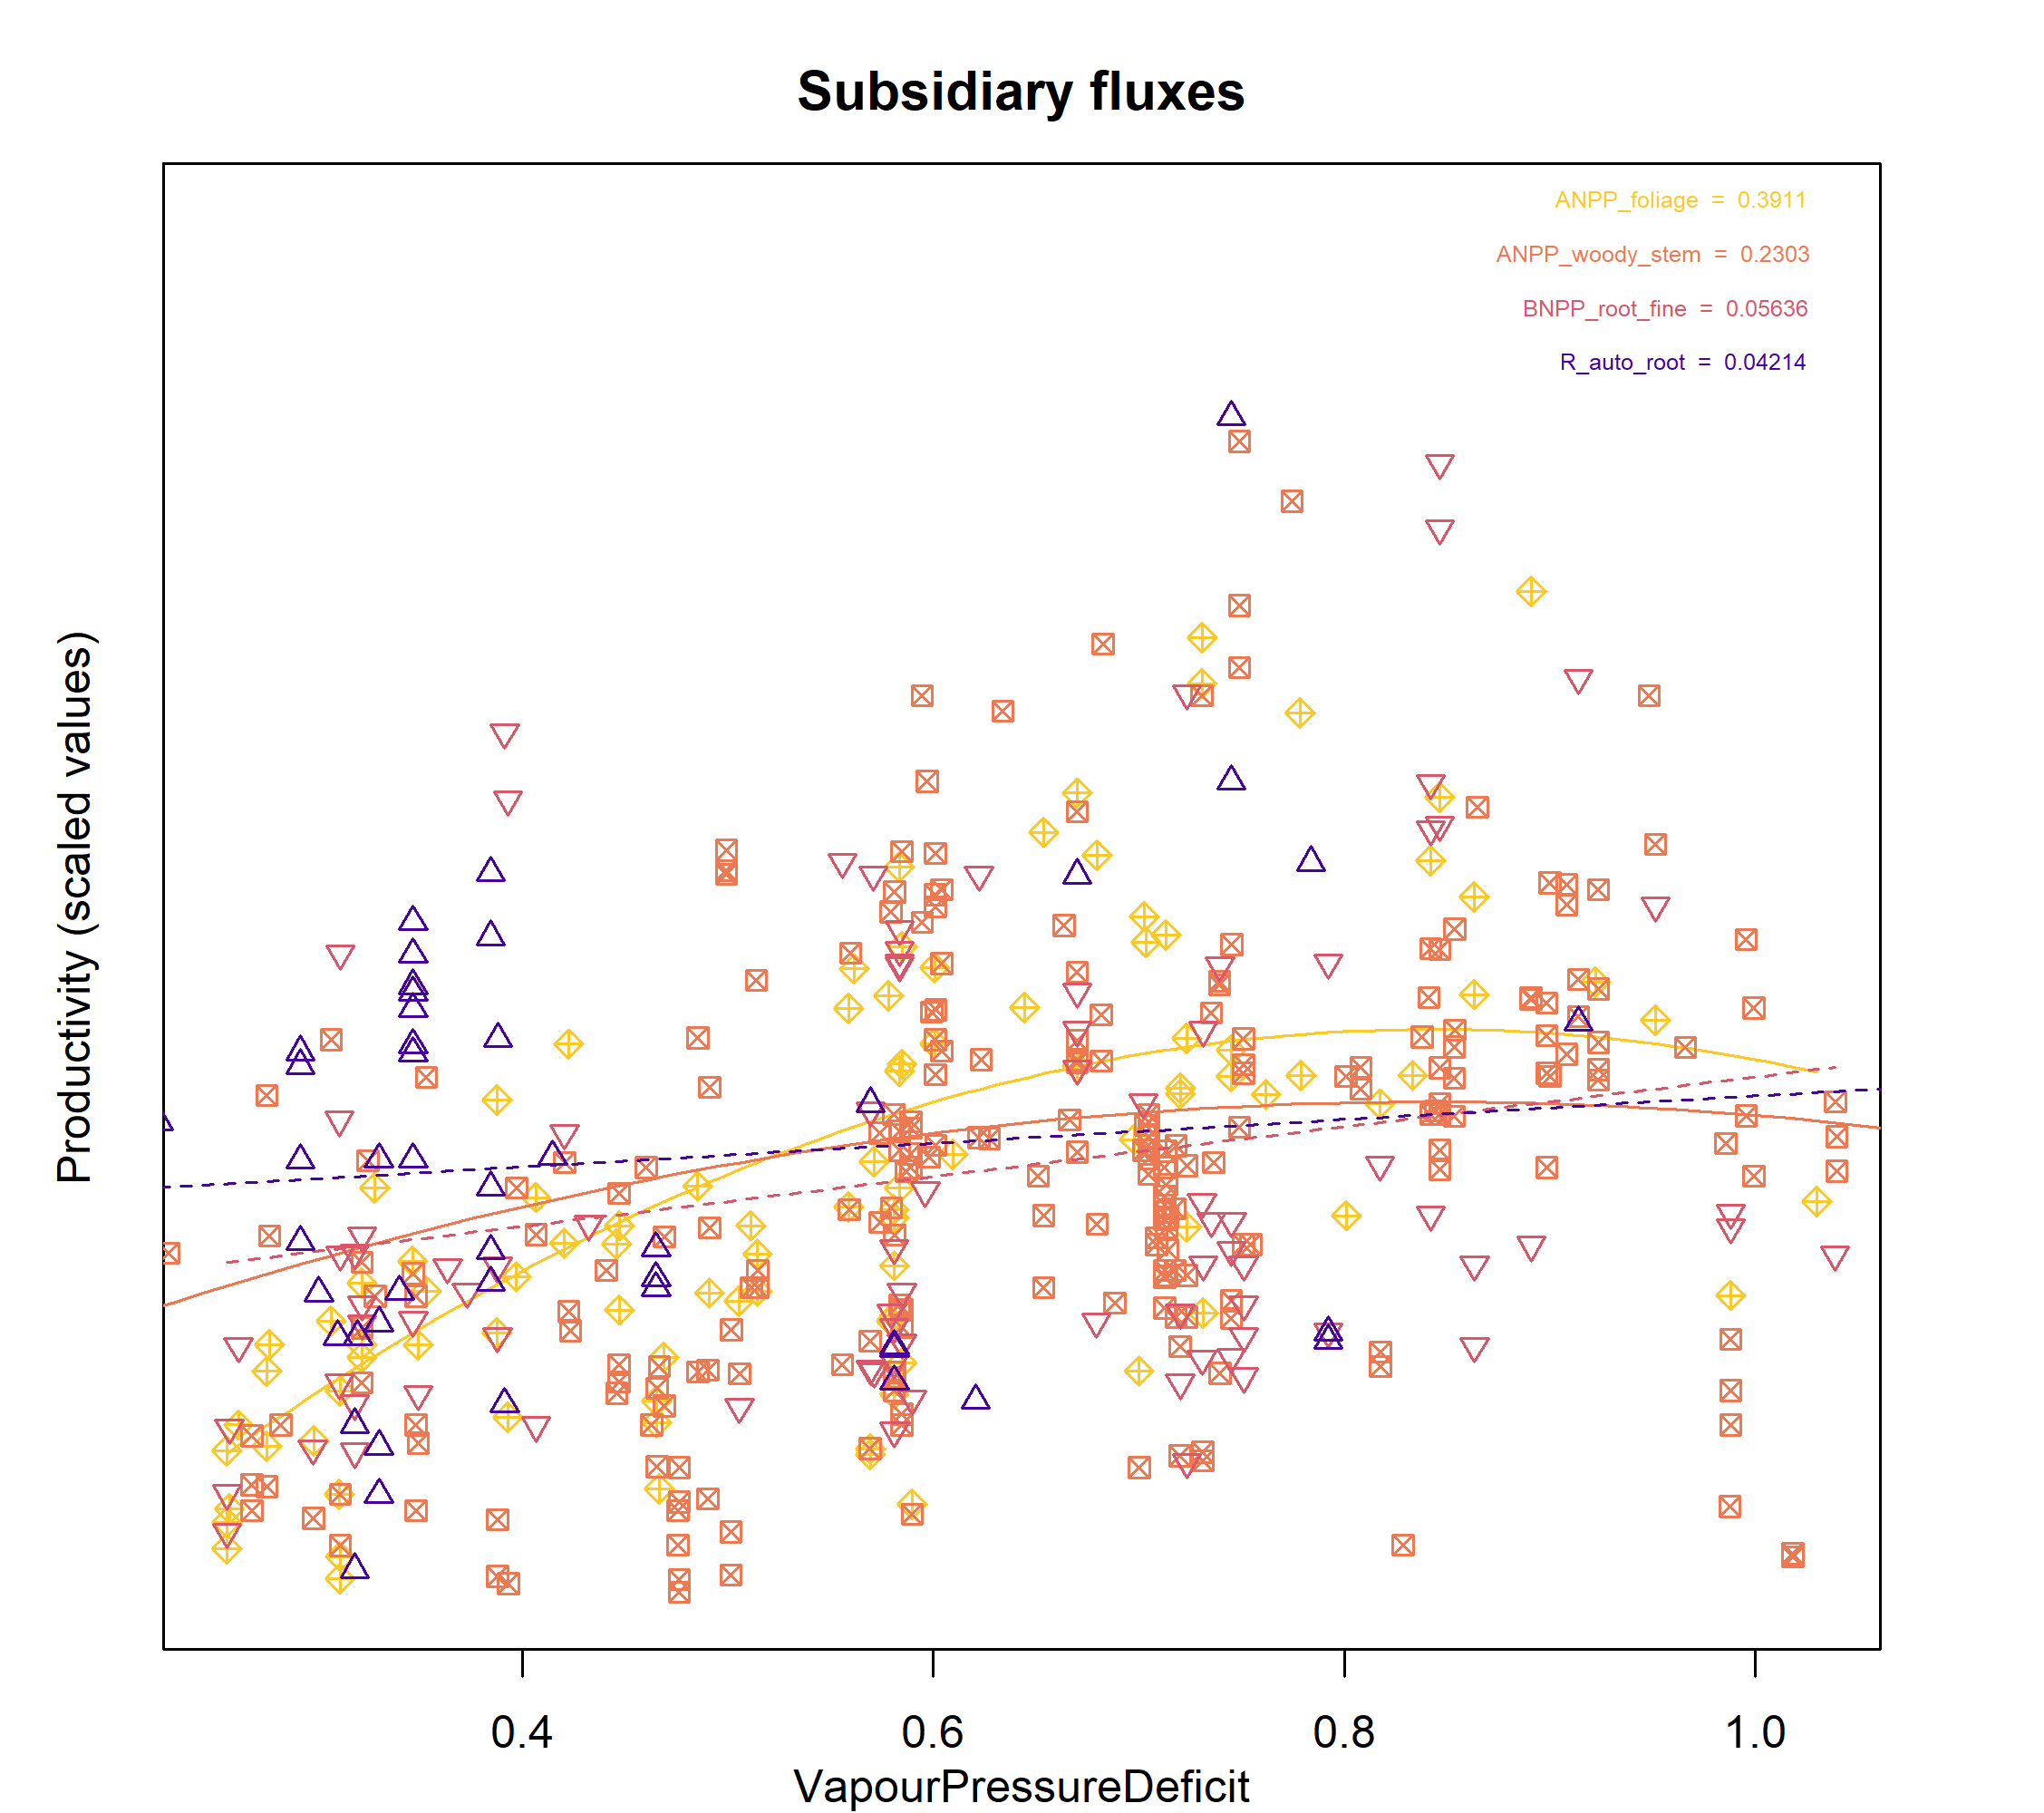 Subsidiary fluxes
ANPP_foliage = 0.3911
ANPP_woody_stem = 0.2303
BNPP_root_fine = 0.05636
R_auto_root = 0.04214
Productivity (scaled values)
0.4 0.6 0.8 1.0
VapourPressureDeficit